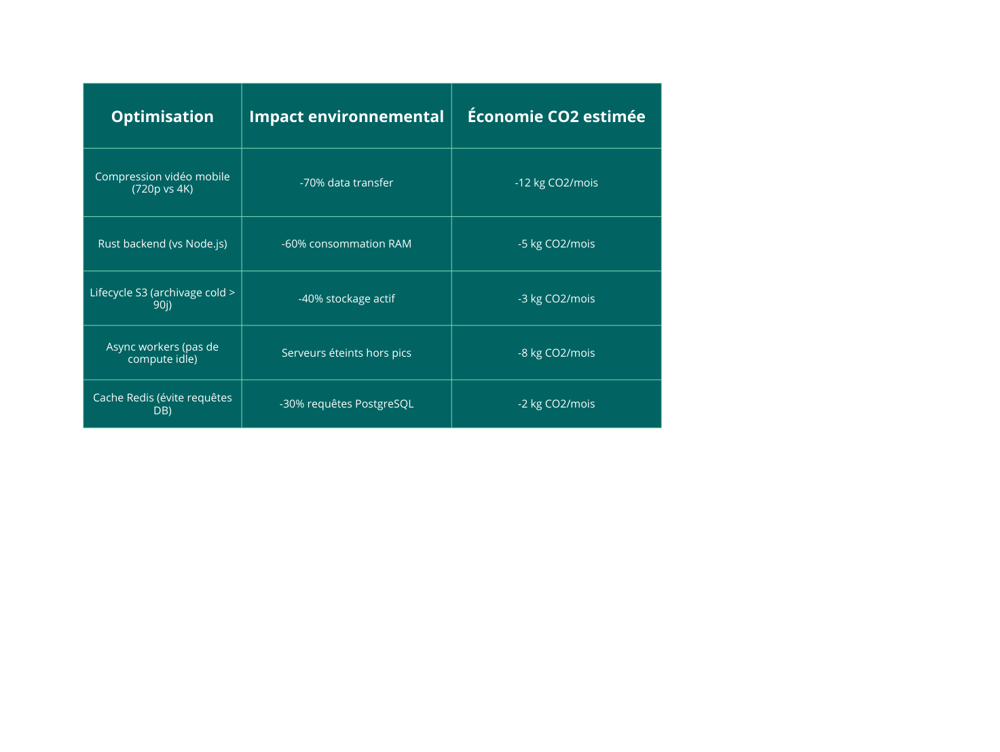 Optimisation
Impact environnemental
Économie CO2 estimée
Compression vidéo mobile
(720p vs 4K)
-70% data transfer
-12 kg CO2/mois
Rust backend (vs Node.js)
-60% consommation RAM
-5 kg CO2/mois
Lifecycle S3 (archivage cold >
90j)
-40% stockage actif
-3 kg CO2/mois
Async workers (pas de
compute idle)
Serveurs éteints hors pics
-8 kg CO2/mois
Cache Redis (évite requêtes
DB)
-30% requêtes PostgreSQL
-2 kg CO2/mois